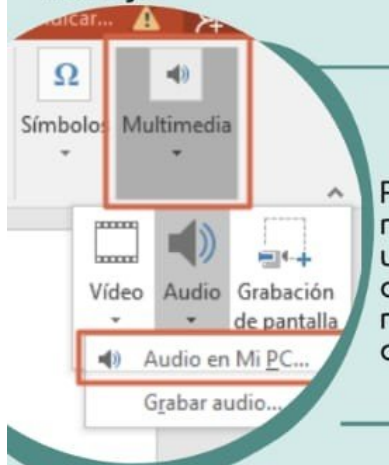 Ω
Símbolos Multimedia
Vídeo Audio Grabación
de pantalla
Audio en Mi PC...
Grabar audio...